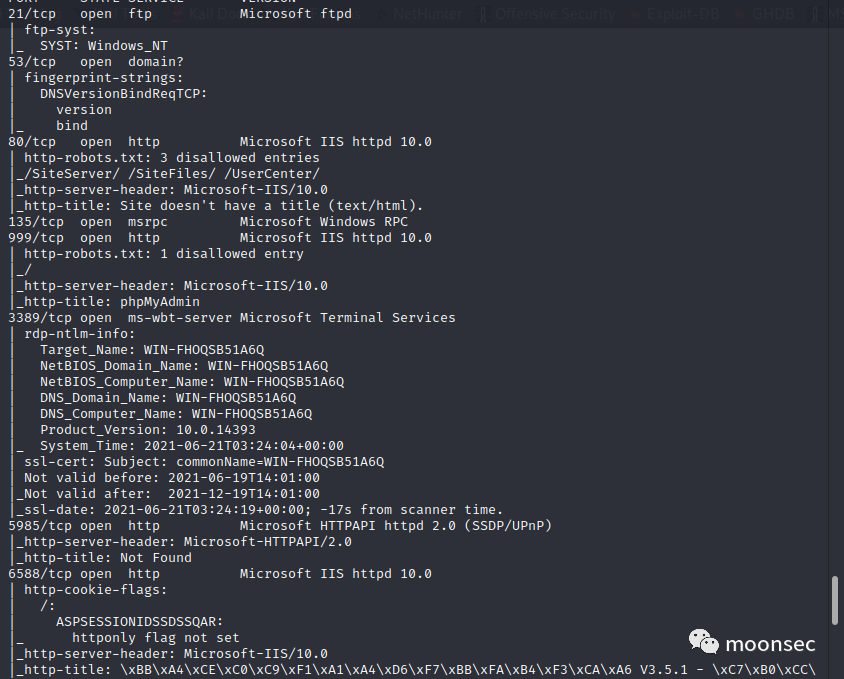 21/tcp   open  ftp           Microsoft ftpd
| ftp-syst:
|_  SYST: Windows_NT
53/tcp   open  domain?
| fingerprint-strings:
|   DNSVersionBindReqTCP:
|     version
|_    bind
80/tcp   open  http          Microsoft IIS httpd 10.0
| http-robots.txt: 3 disallowed entries
|_/SiteServer/ /SiteFiles/ /UserCenter/
|_http-server-header: Microsoft-IIS/10.0
|_http-title: Site doesn't have a title (text/html).
135/tcp  open  msrpc         Microsoft Windows RPC
999/tcp  open  http          Microsoft IIS httpd 10.0
| http-robots.txt: 1 disallowed entry
|_/
|_http-server-header: Microsoft-IIS/10.0
|_http-title: phpMyAdmin
3389/tcp open  ms-wbt-server Microsoft Terminal Services
| rdp-ntlm-info:
|   Target_Name: WIN-FHOQSB51A6Q
|   NetBIOS_Domain_Name: WIN-FHOQSB51A6Q
|   NetBIOS_Computer_Name: WIN-FHOQSB51A6Q
|   DNS_Domain_Name: WIN-FHOQSB51A6Q
|   DNS_Computer_Name: WIN-FHOQSB51A6Q
|   Product_Version: 10.0.14393
|_  System_Time: 2021-06-21T03:24:04+00:00
| ssl-cert: Subject: commonName=WIN-FHOQSB51A6Q
| Not valid before: 2021-06-19T14:01:00
|_Not valid after:  2021-12-19T14:01:00
|_ssl-date: 2021-06-21T03:24:19+00:00; -17s from scanner time.
5985/tcp open  http          Microsoft HTTPAPI httpd 2.0 (SSDP/UPnP)
|_http-server-header: Microsoft-HTTPAPI/2.0
|_http-title: Not Found
6588/tcp open  http          Microsoft IIS httpd 10.0
| http-cookie-flags:
|   /:
|     ASPSESSIONIDSSDSSQAR:
|_      httponly flag not set
|_http-server-header: Microsoft-IIS/10.0
|_http-title: \xBB\xA4\xCE\xC0\xC9\xF1\xA1\xA4\xD6\xF7\xBB\xFA\xB4\xF3\xCA\xA6 V3.5.1 - \xC7\xB0\xCC\
moonsec